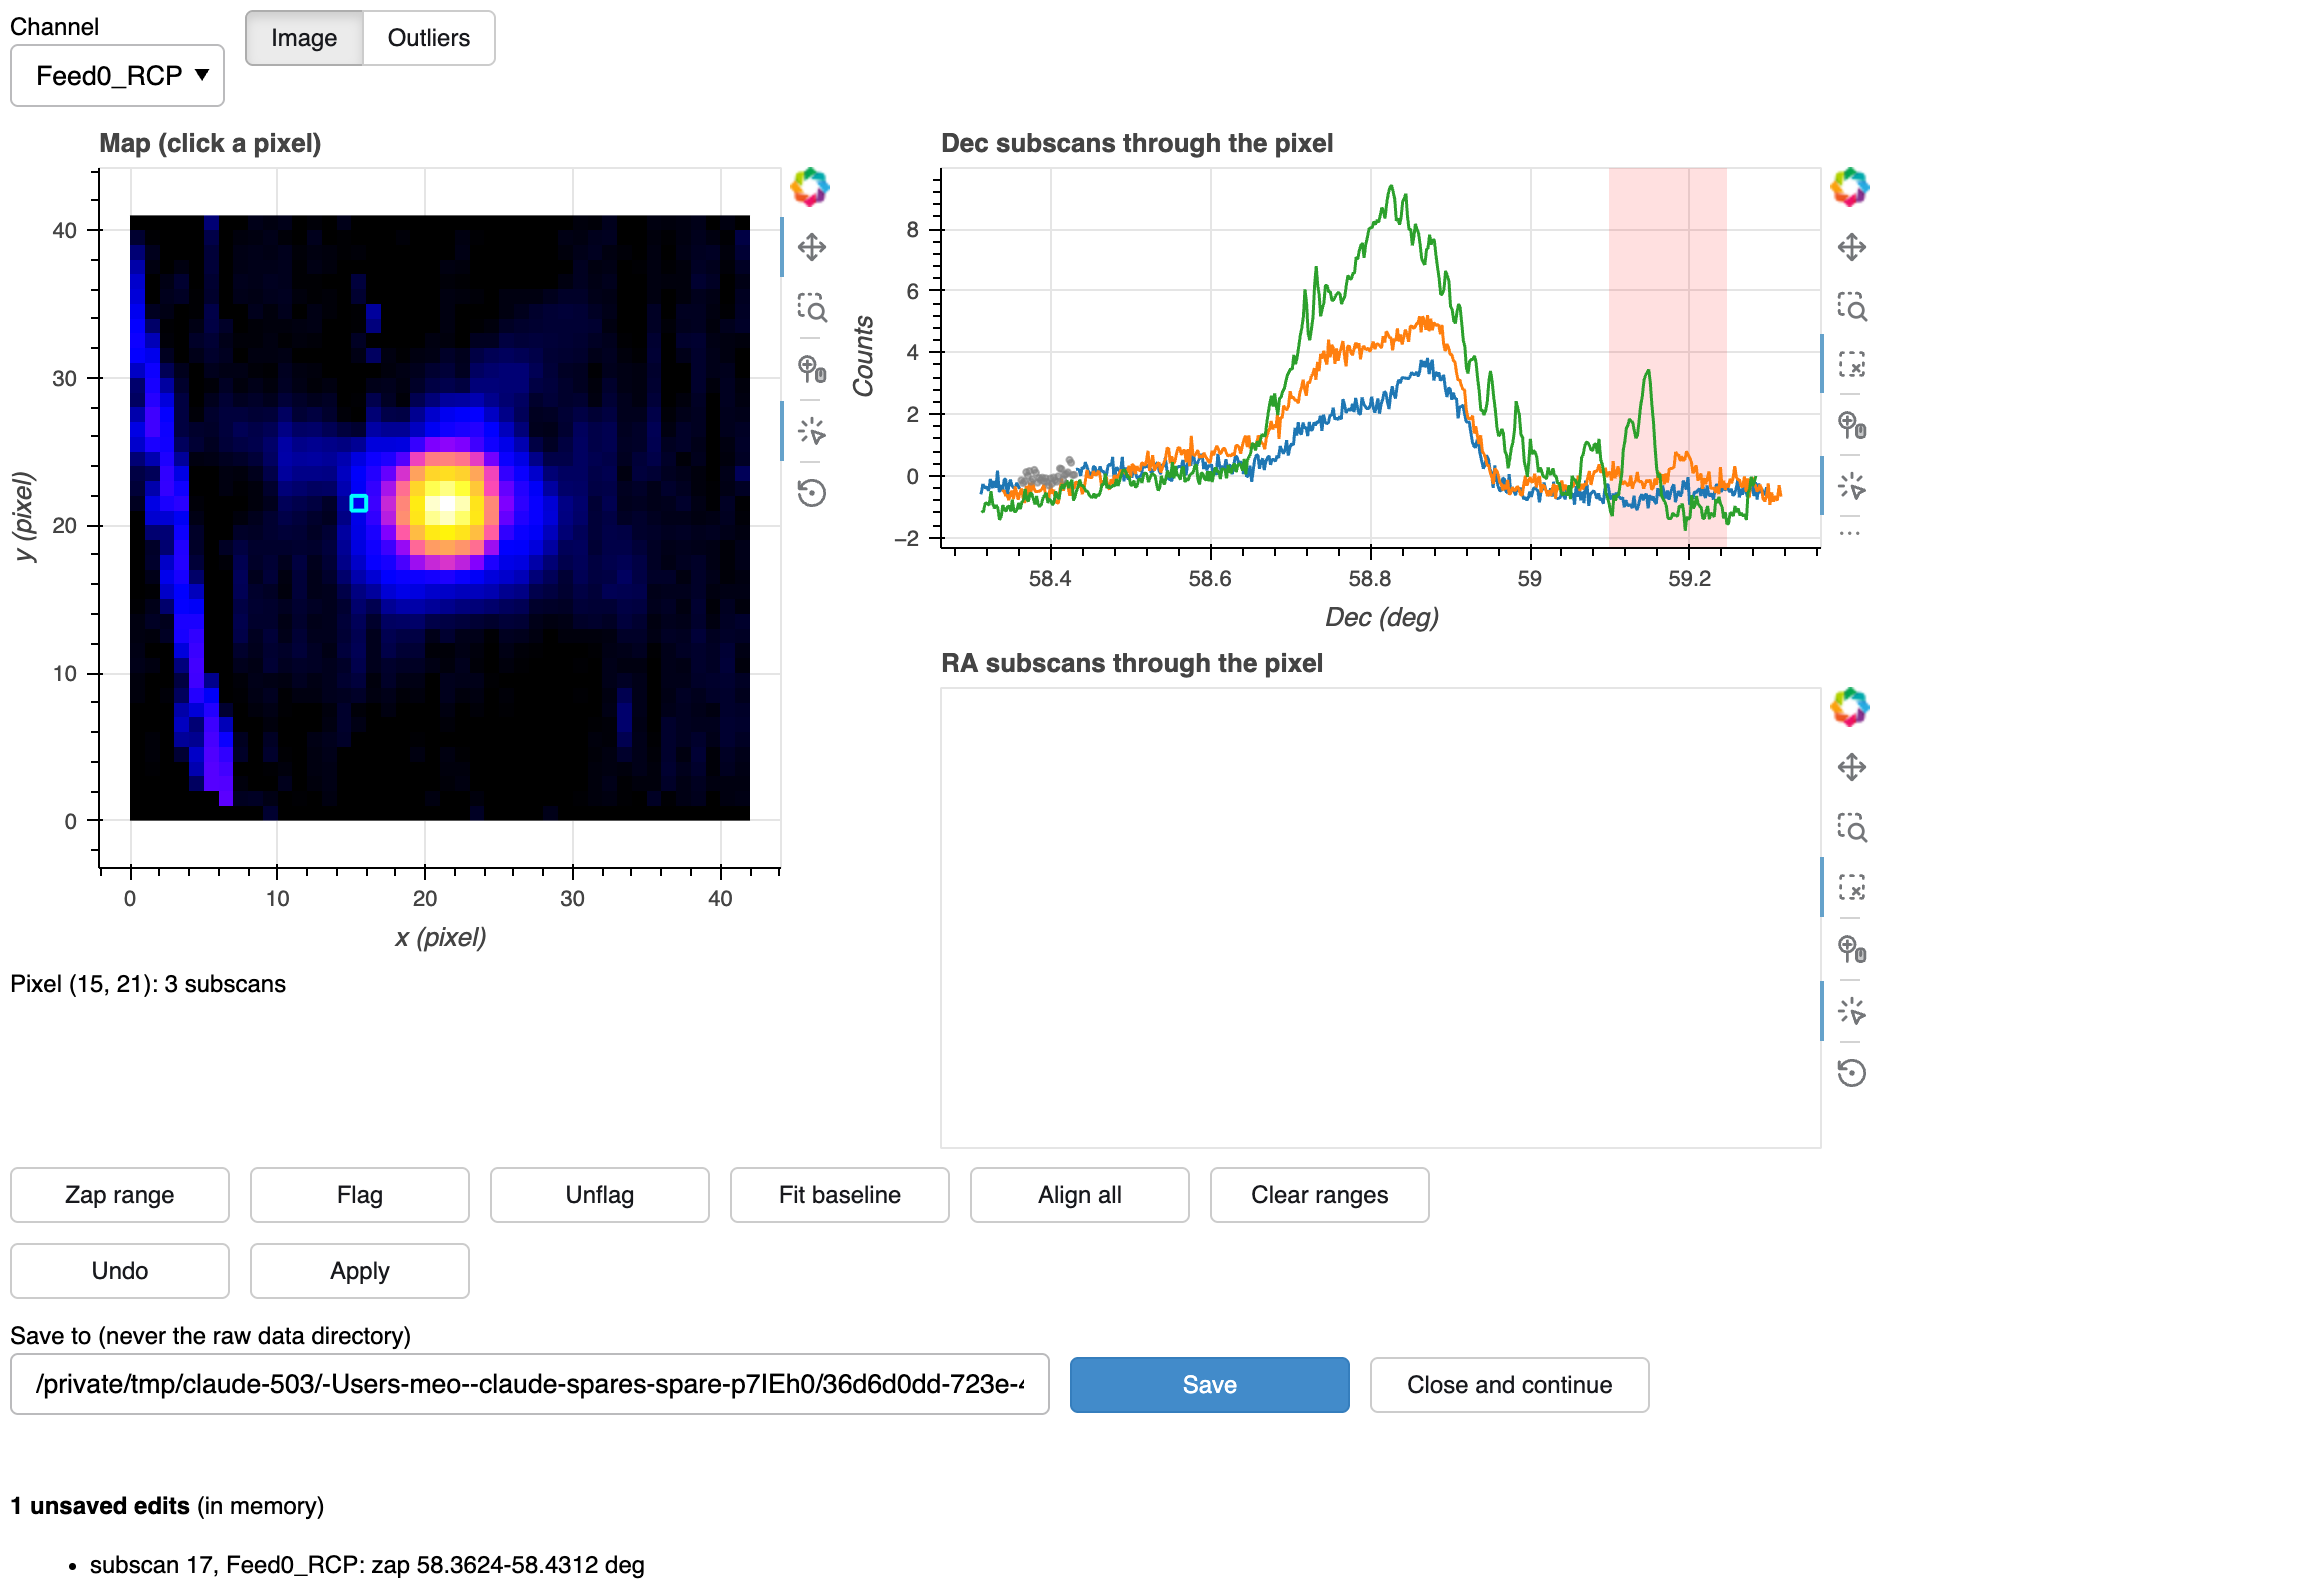 Channel
Image Outliers
Feed0_RCP ▼
Map (click a pixel)
40
30
20
10
0
y (pixel)
0 10 20 30 40
x (pixel)
Pixel (15, 21): 3 subscans
Dec subscans through the pixel
8
6
4
2
0
−2
Counts
58.4 58.6 58.8 59 59.2
Dec (deg)
RA subscans through the pixel
Zap range Flag Unflag Fit baseline Align all Clear ranges
Undo Apply
Save to (never the raw data directory)
/private/tmp/claude-503/-Users-meo--claude-spares-spare-p7IEh0/36d6d0dd-723e- Save Close and continue
1 unsaved edits (in memory)
• subscan 17, Feed0_RCP: zap 58.3624-58.4312 deg